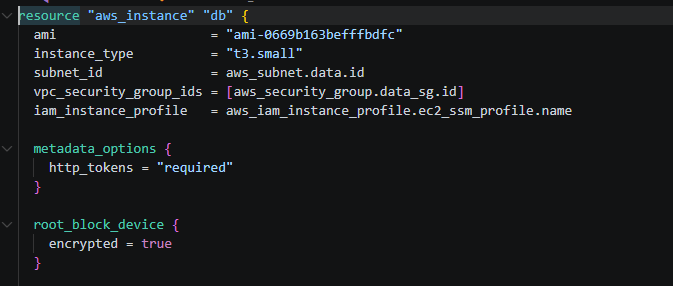 resource "aws_instance" "db" {
  ami                    = "ami-0669b163befffbdfc"
  instance_type          = "t3.small"
  subnet_id              = aws_subnet.data.id
  vpc_security_group_ids = [aws_security_group.data_sg.id]
  iam_instance_profile   = aws_iam_instance_profile.ec2_ssm_profile.name
  metadata_options {
    http_tokens = "required"
  }
  root_block_device {
    encrypted = true
  }